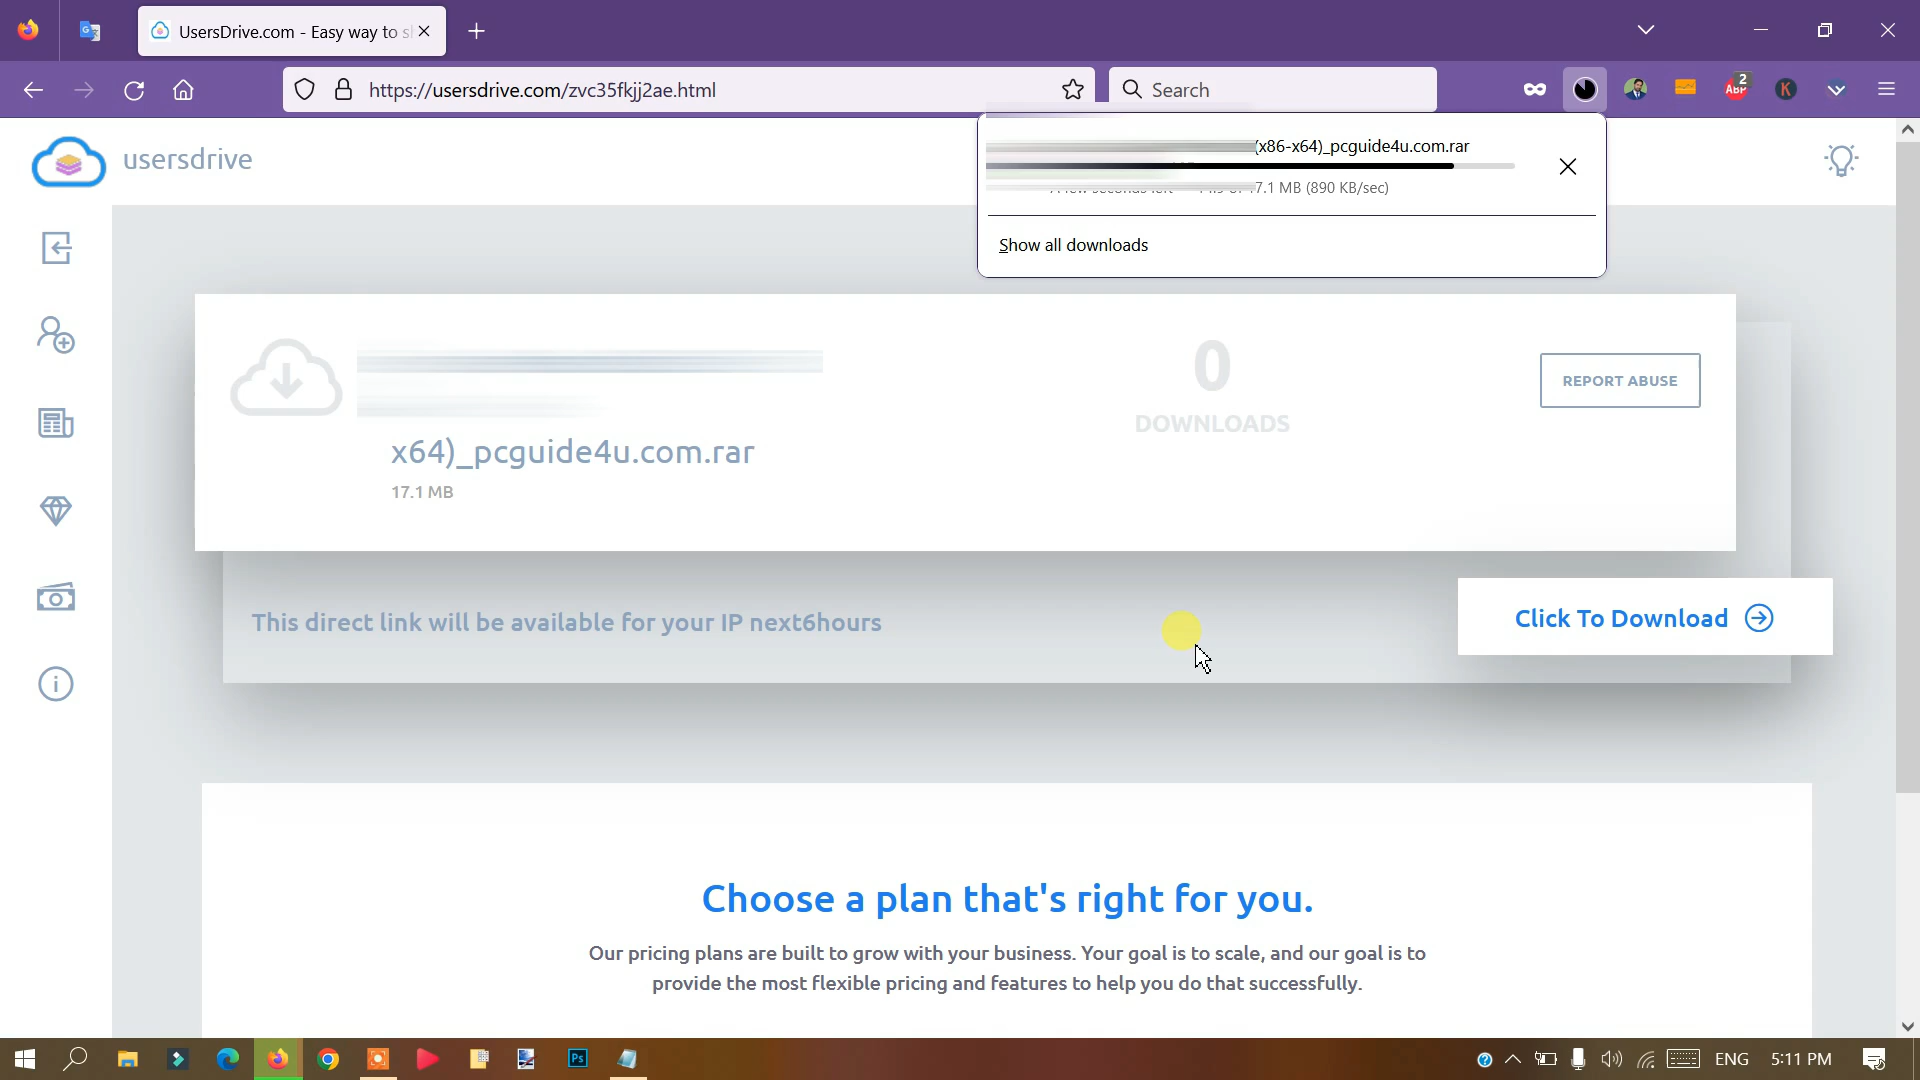 UsersDrive.com - Easy way to s
https://usersdrive.com/zvc35fkjj2ae.html
Search
ABP
2
K
usersdrive
(x86-x64)_pcguide4u.com.rar
17.1 MB (890 KB/sec)
Show all downloads
x64)_pcguide4u.com.rar
17.1 MB
0
DOWNLOADS
REPORT ABUSE
This direct link will be available for your IP next6hours
Click To Download
Choose a plan that's right for you.
Our pricing plans are built to grow with your business. Your goal is to scale, and our goal is to
provide the most flexible pricing and features to help you do that successfully.
Ps
ENG
5:11 PM